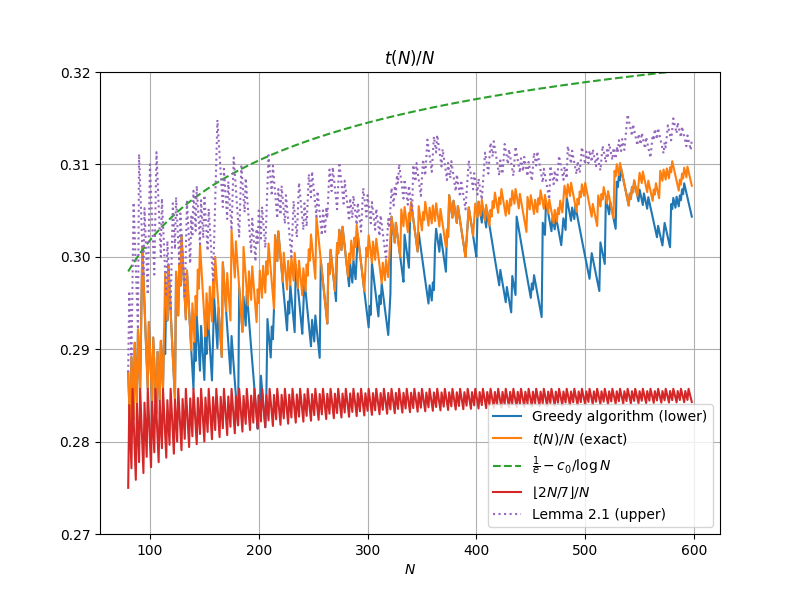 t(N)/N
0.32
0.31
0.30
0.29
0.28
0.27
100
200
300
400
500
600
N
Greedy algorithm (lower)
t(N)/N (exact)
1/e − c₀/log N
⌊2N/7⌋/N
Lemma 2.1 (upper)